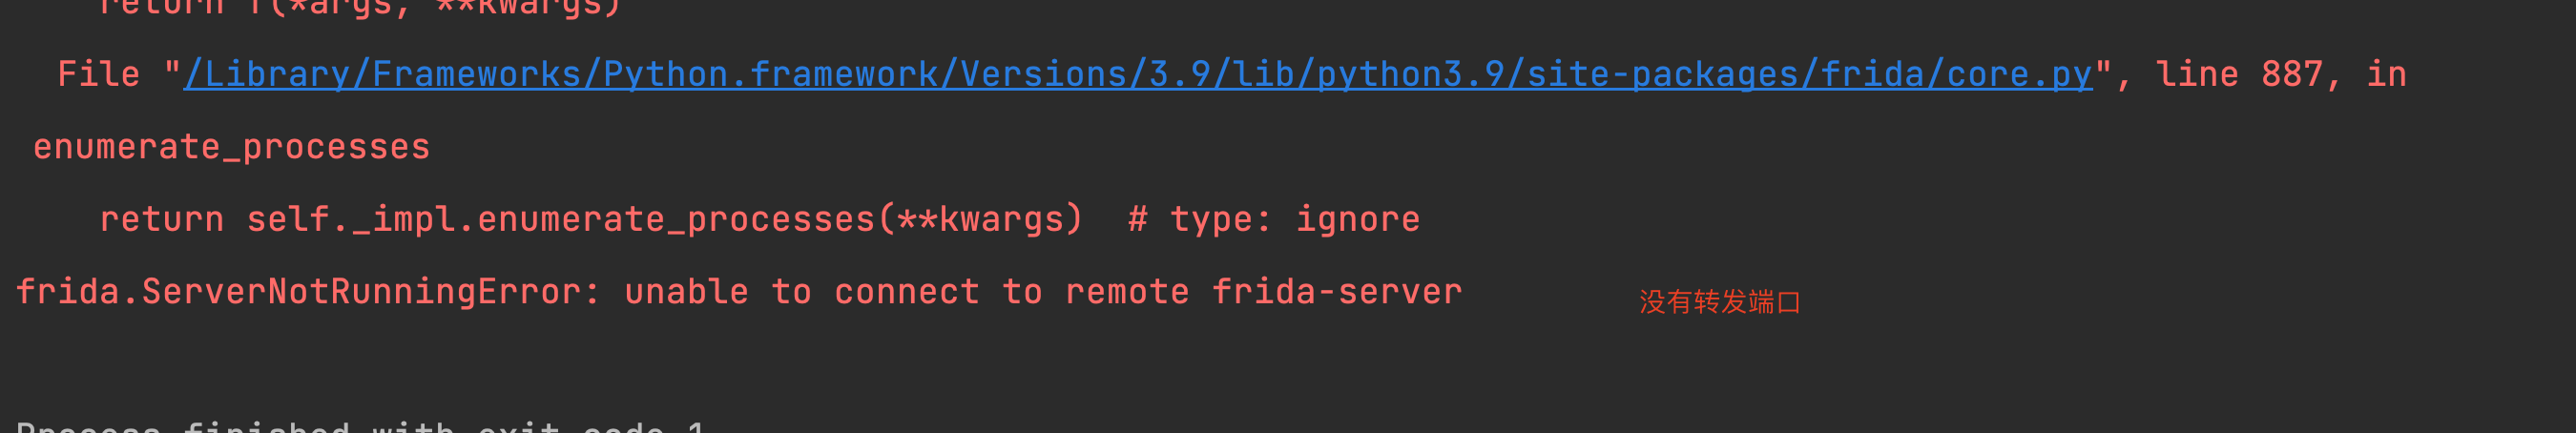 return f(*args, **kwargs)
File "/Library/Frameworks/Python.framework/Versions/3.9/lib/python3.9/site-packages/frida/core.py", line 887, in
enumerate_processes
return self._impl.enumerate_processes(**kwargs)  # type: ignore
frida.ServerNotRunningError: unable to connect to remote frida-server
没有转发端口
Process finished with exit code 1